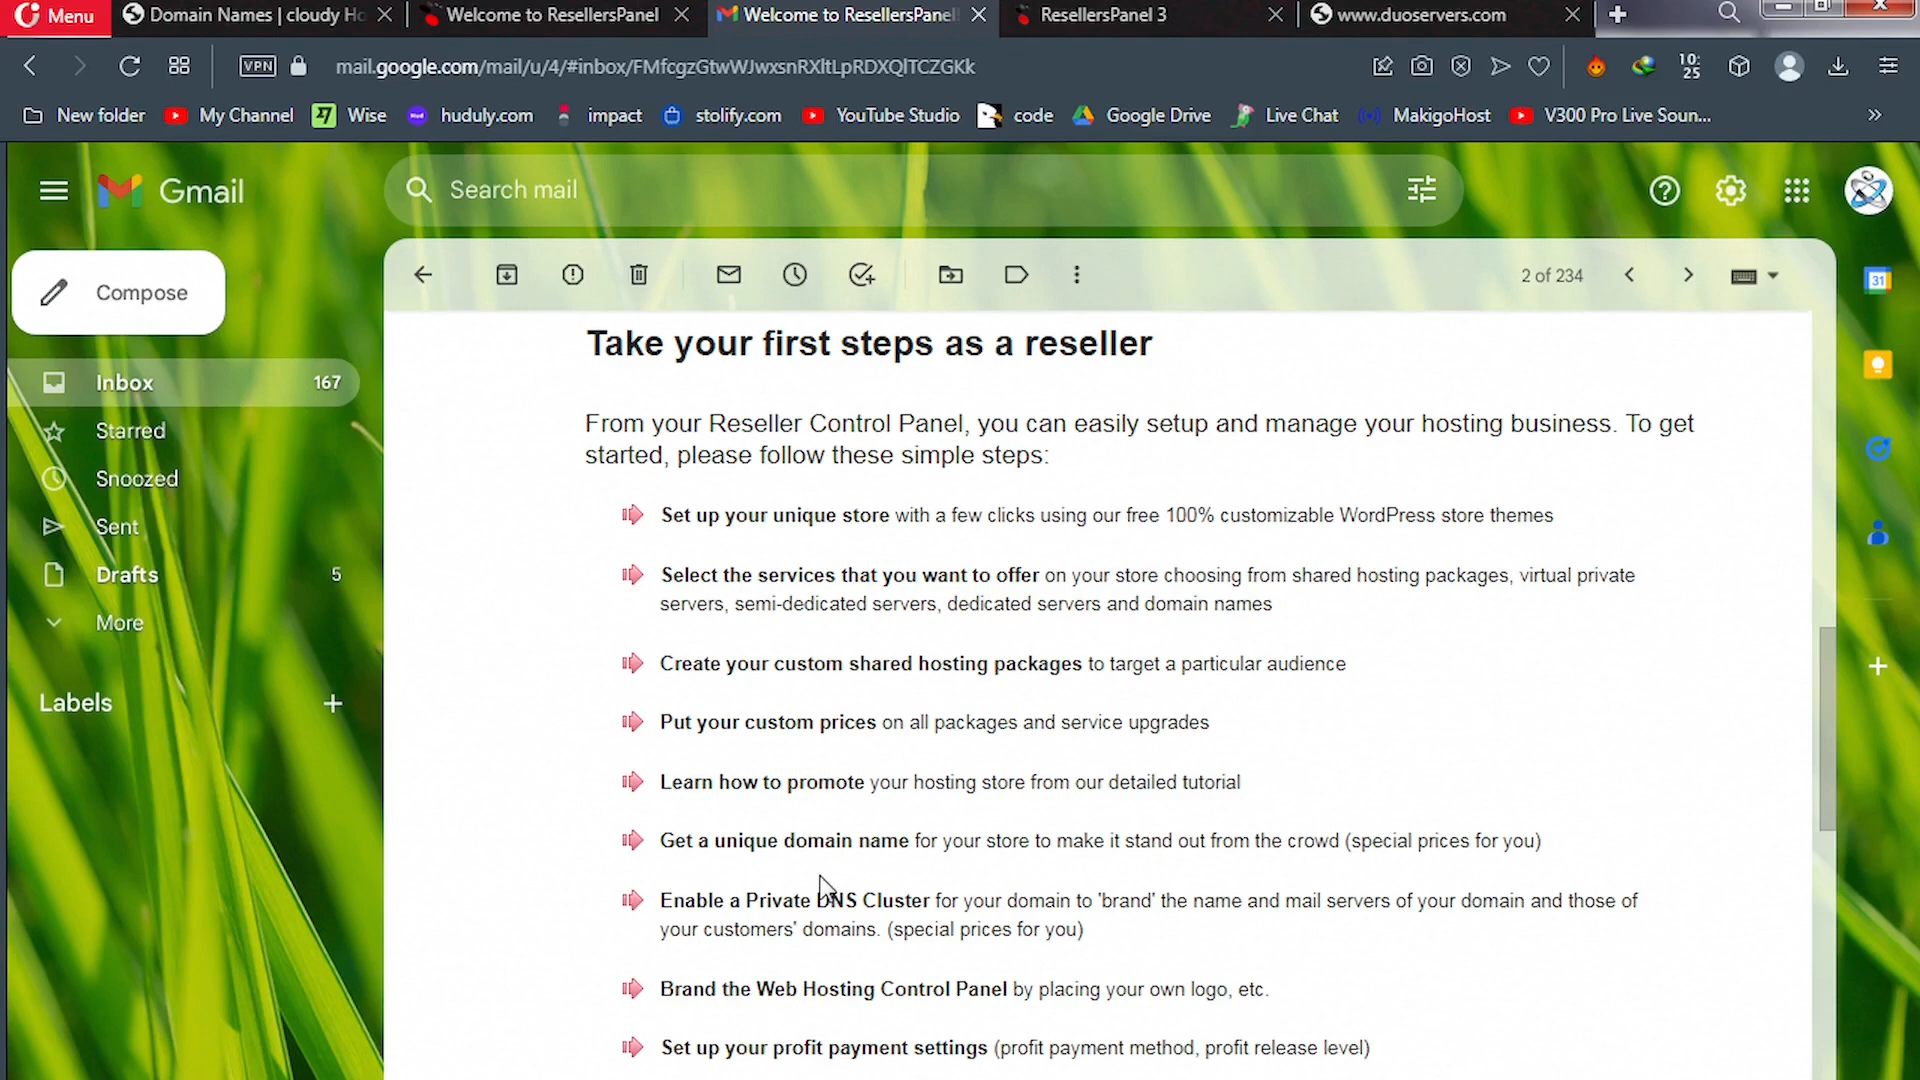 Menu
Domain Names | cloudy Ho
Welcome to ResellersPanel
Welcome to ResellersPanel
ResellersPanel 3
www.duoservers.com
VPN
mail.google.com/mail/u/4/#inbox/FMfcgzGtwWJwxsnRXltLpRDXQlTCZGKk
10:
25
New folder
My Channel
Wise
huduly.com
impact
stolify.com
YouTube Studio
code
Google Drive
Live Chat
MakigoHost
V300 Pro Live Soun...
Gmail
Search mail
Compose
2 of 234
31
Inbox 167
Starred
Snoozed
Sent
Drafts 5
More
Labels
Take your first steps as a reseller
From your Reseller Control Panel, you can easily setup and manage your hosting business. To get
started, please follow these simple steps:
Set up your unique store with a few clicks using our free 100% customizable WordPress store themes
Select the services that you want to offer on your store choosing from shared hosting packages, virtual private
servers, semi-dedicated servers, dedicated servers and domain names
Create your custom shared hosting packages to target a particular audience
Put your custom prices on all packages and service upgrades
Learn how to promote your hosting store from our detailed tutorial
Get a unique domain name for your store to make it stand out from the crowd (special prices for you)
Enable a Private DNS Cluster for your domain to 'brand' the name and mail servers of your domain and those of
your customers' domains. (special prices for you)
Brand the Web Hosting Control Panel by placing your own logo, etc.
Set up your profit payment settings (profit payment method, profit release level)